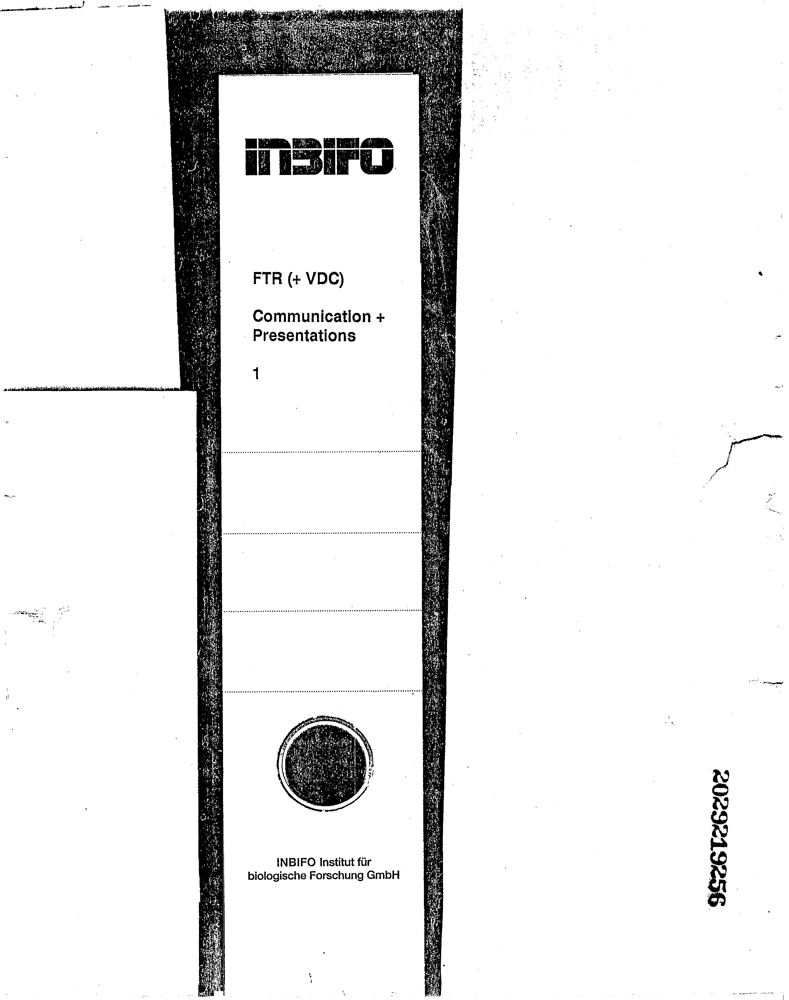 INBIFO
FTR (+ VDC)
Communication +
Presentations
1
INBIFO Institut für
biologische Forschung GmbH
2029219256